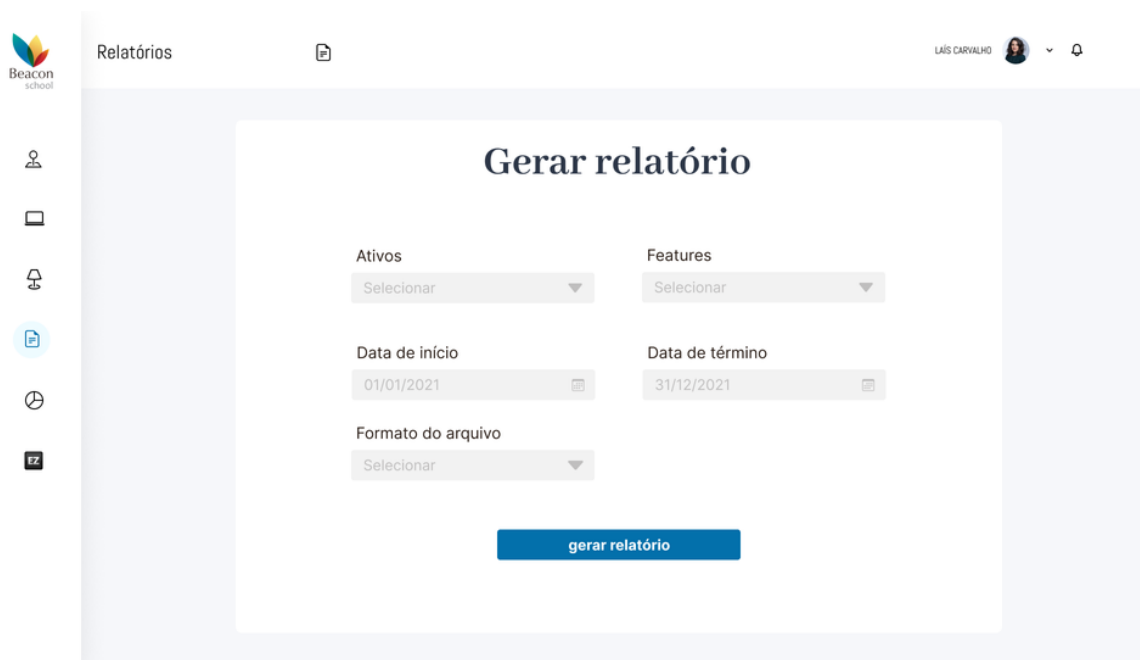 Beacon
school
Relatórios
LAÍS CARVALHO
Gerar relatório
Ativos
Features
Selecionar
Selecionar
Data de início
Data de término
01/01/2021
31/12/2021
Formato do arquivo
Selecionar
EZ
gerar relatório